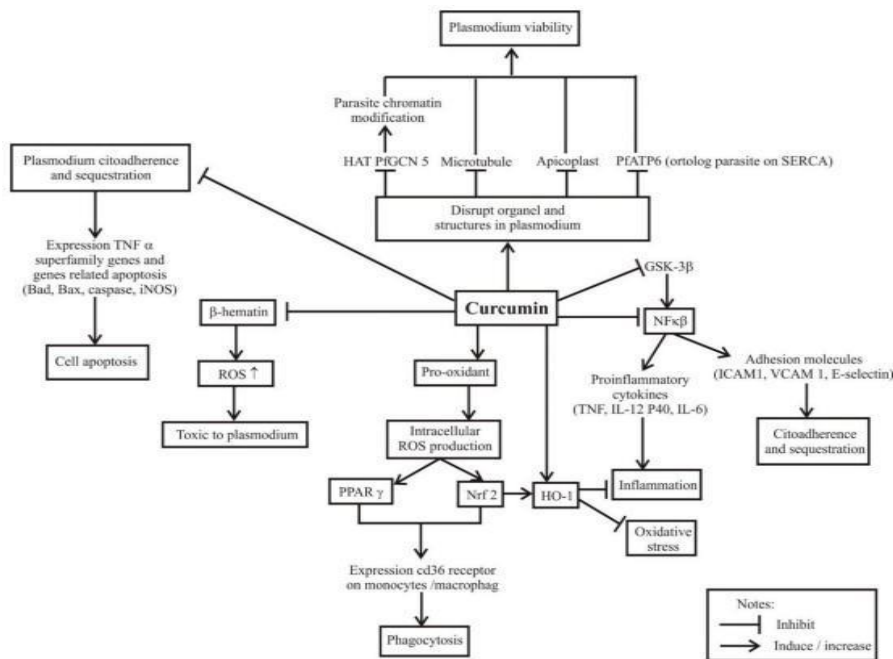 Plasmodium viability
Parasite chromatin
modification
HAT PfGCN 5
Microtubule
Apicoplast
PfATP6 (ortolog parasite on SERCA)
Disrupt organel and
structures in plasmodium
Plasmodium citoadherence
and sequestration
Expression TNF α
superfamily genes and
genes related apoptosis
(Bad, Bax, caspase, iNOS)
Cell apoptosis
β-hematin
ROS ↑
Toxic to plasmodium
Curcumin
GSK-3β
NFκβ
Pro-oxidant
Intracellular
ROS production
PPAR γ
Nrf 2
HO-1
Proinflammatory
cytokines
(TNF, IL-12 P40, IL-6)
Adhesion molecules
(ICAM1, VCAM 1, E-selectin)
Citoadherence
and sequestration
Inflammation
Oxidative
stress
Expression cd36 receptor
on monocytes /macrophag
Phagocytosis
Notes:
Inhibit
Induce / increase